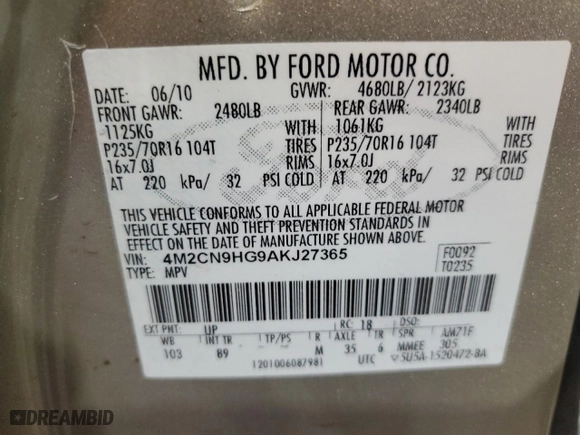 MFD. BY FORD MOTOR CO.
DATE: 06/10 GVWR: 4680LB/ 2123KG
FRONT GAWR: 2480LB REAR GAWR: 2340LB
1125KG WITH 1061KG WITH
P235/70R16 104T TIRES P235/70R16 104T TIRES
16x7.0J RIMS 16x7.0J RIMS
AT 220 kPa/ 32 PSI COLD AT 220 kPa/ 32 PSI COLD
THIS VEHICLE CONFORMS TO ALL APPLICABLE FEDERAL MOTOR
VEHICLE SAFETY AND THEFT PREVENTION STANDARDS IN
EFFECT ON THE DATE OF MANUFACTURE SHOWN ABOVE.
VIN: 4M2CN9HG9AKJ27365 F0092
TYPE: MPV T0235
EXT PNT: UP RC: 18 DSO:
WB INT TR TP/PS R AXLE TR SPR AM71F
103 B9 M 35 6 MMEE 305
1201006087981 UTC 5U5A-1520472-BA
DREAMBID